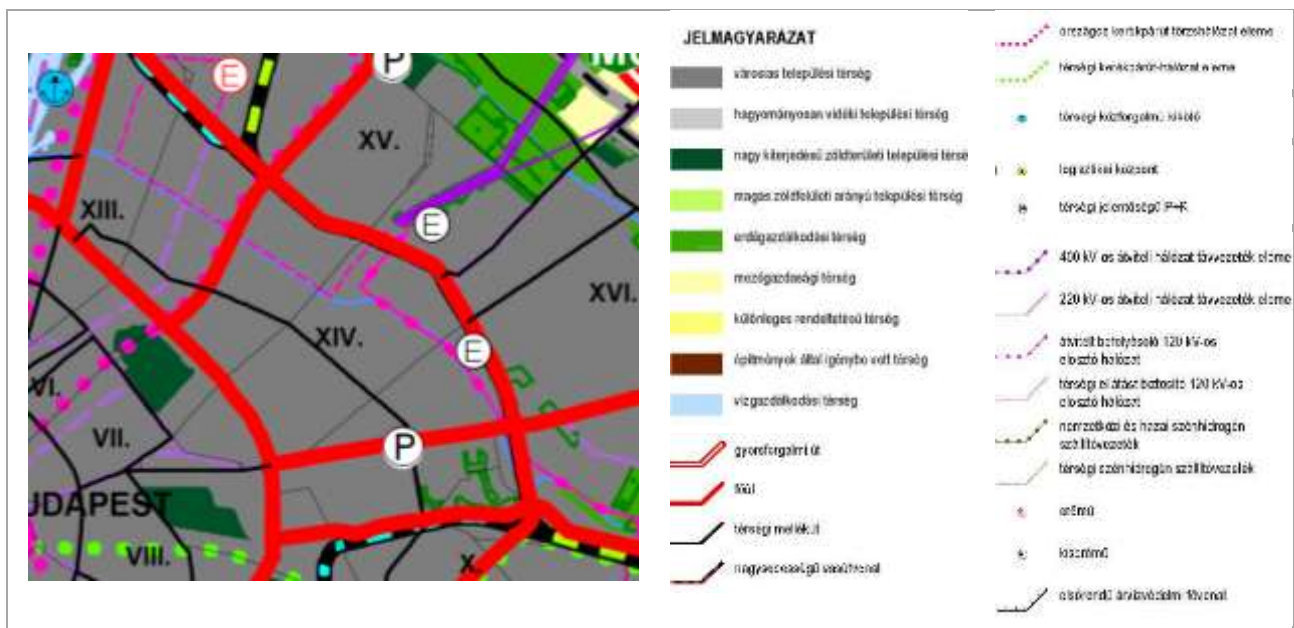 XV.
XIII.
XVI.
XIV.
VI.
VII.
UDAPEST
VIII.
X.
P
E
E
E
P
JELMAGYARÁZAT
városias települési térség
hagyományosan vidéki települési térség
nagy kiterjedésű zöldterületi települési térsé
magas zöldfelületi arányú települési térség
erdőgazdálkodási térség
mezőgazdasági térség
különleges rendeltetésű térség
építmények által igénybe vett térség
vízgazdálkodási térség
gyorsforgalmi út
főút
térségi mellékút
nagysebességű vasútvonal
országos kerékpárút törzshálózat eleme
térségi kerékpárút-hálózat eleme
térségi közforgalmú kikötő
logisztikai központ
térségi jelentőségű P+R
400 kV-os átviteli hálózat távvezeték eleme
220 kV-os átviteli hálózat távvezeték eleme
átvitelt befolyásoló 120 kV-os
elosztó hálózat
térségi ellátást biztosító 120 kV-os
elosztó hálózat
nemzetközi és hazai szénhidrogén
szállítóvezeték
térségi szénhidrogén szállítóvezeték
erőmű
kiserőmű
elsőrendű árvízvédelmi fővonal